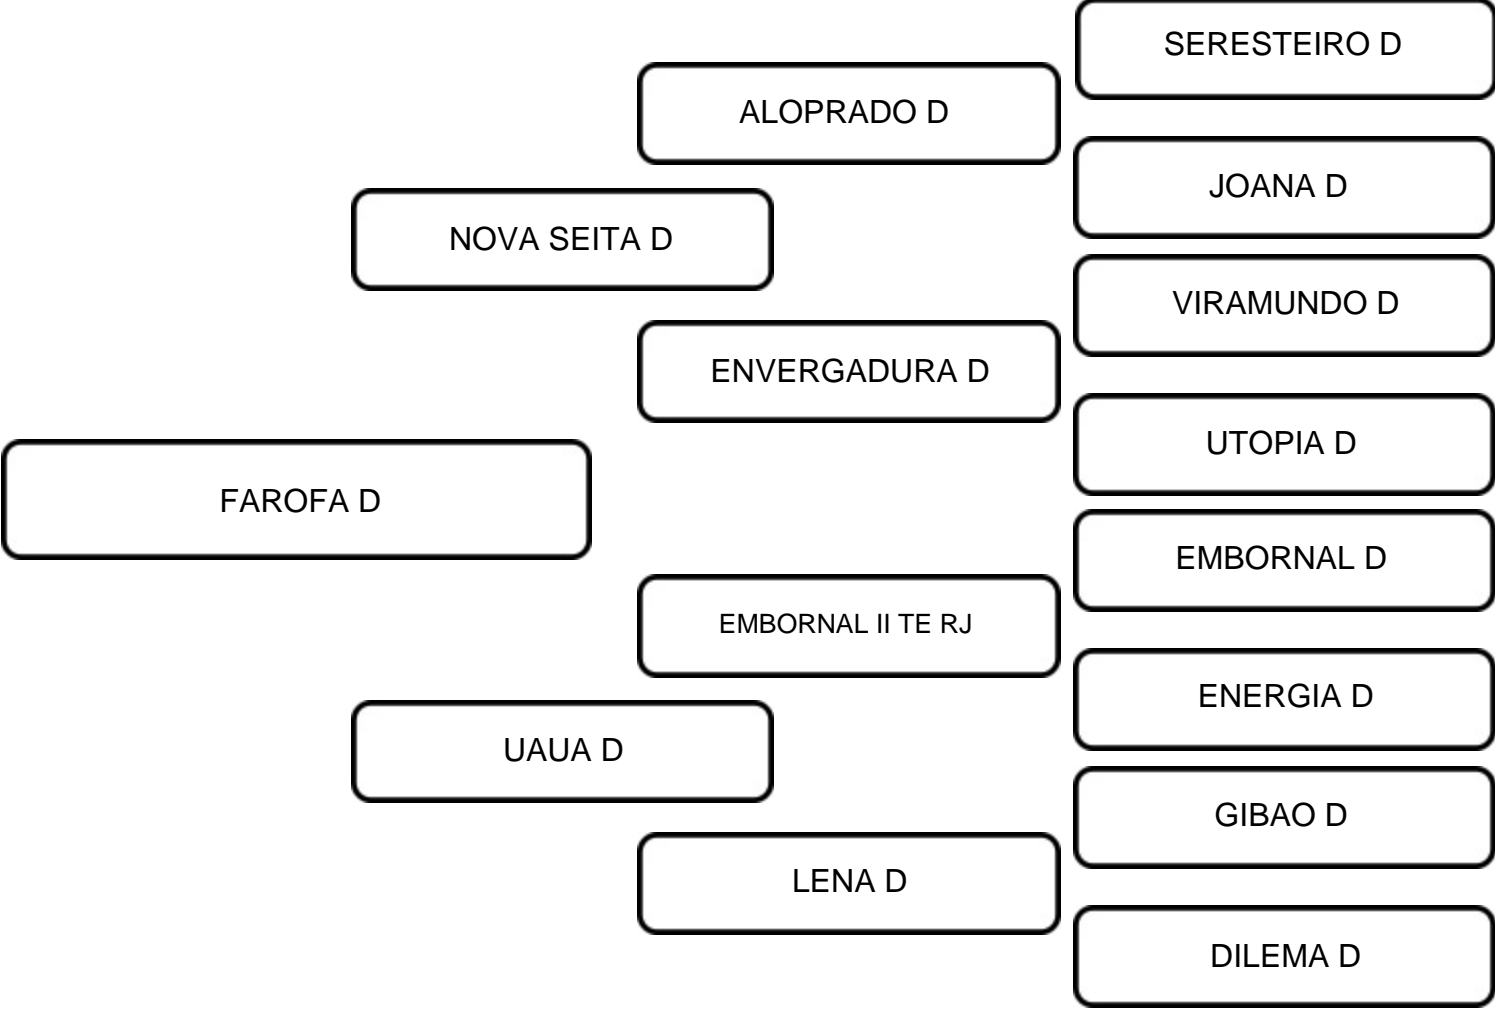 SERESTEIRO D
ALOPRADO D
JOANA D
NOVA SEITA D
VIRAMUNDO D
ENVERGADURA D
UTOPIA D
FAROFA D
EMBORNAL D
EMBORNAL II TE RJ
ENERGIA D
UAUA D
GIBAO D
LENA D
DILEMA D